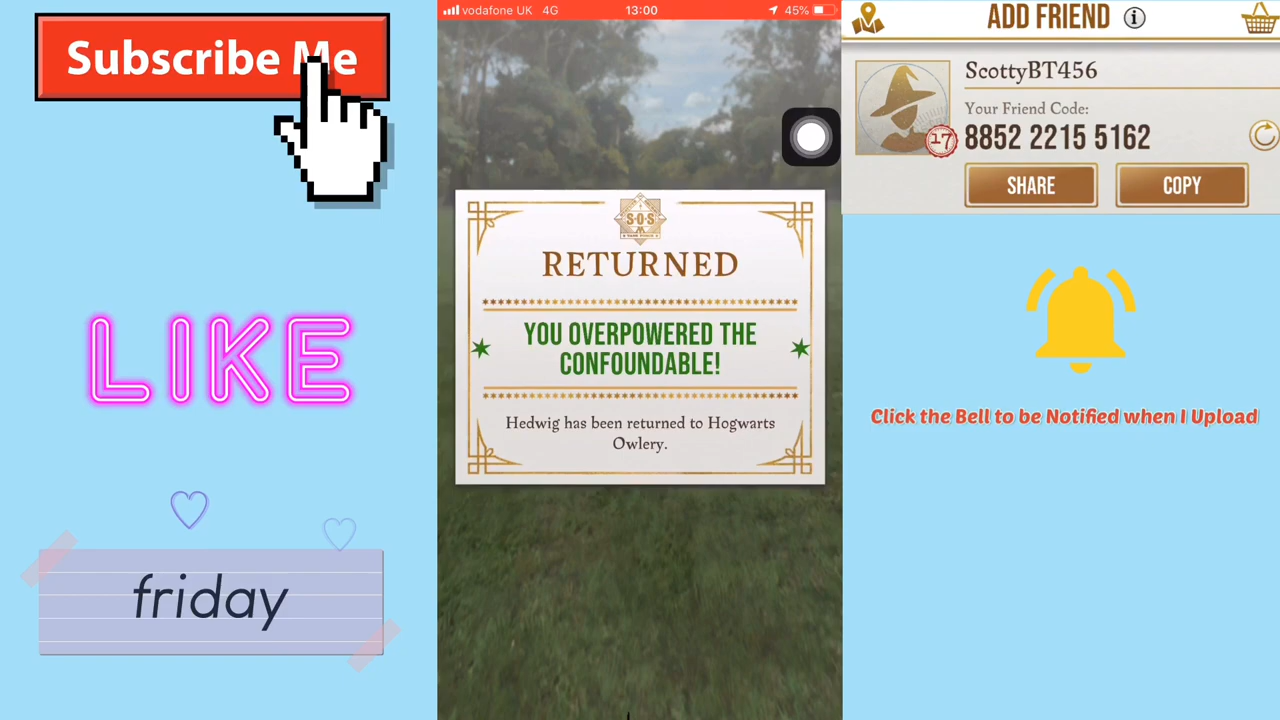 Subscribe Me
LIKE
friday
vodafone UK 4G
13:00
45%
S·O·S
RETURNED
YOU OVERPOWERED THE
CONFOUNDABLE!
Hedwig has been returned to Hogwarts
Owlery.
ADD FRIEND i
ScottyBT456
Your Friend Code:
17
8852 2215 5162
SHARE
COPY
Click the Bell to be Notified when I Upload